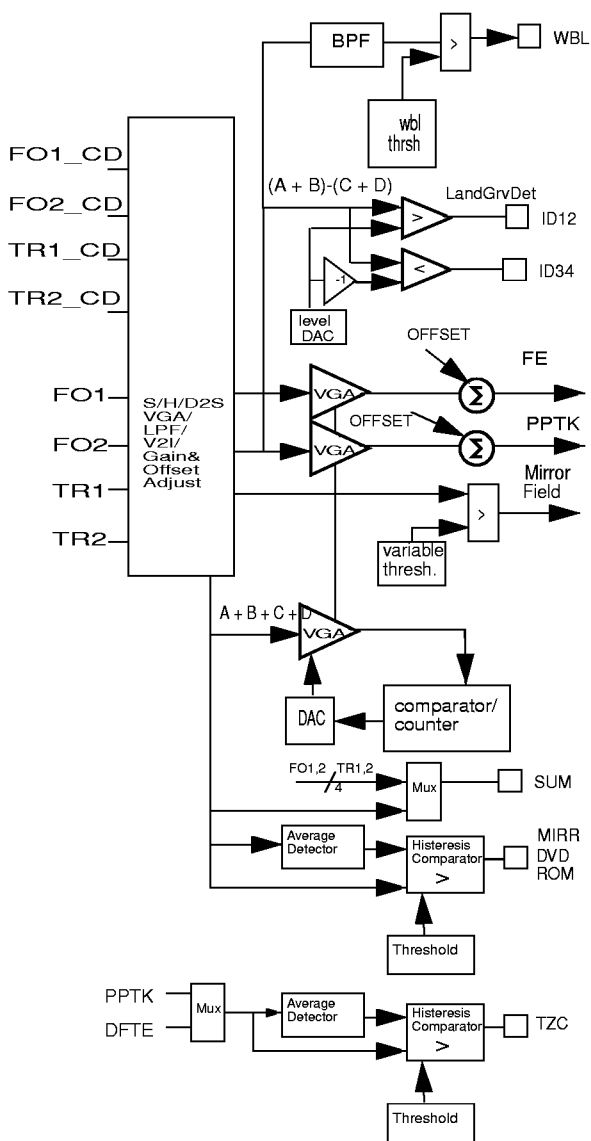 BPF
>
WBL
wbl
thrsh
FO1_CD
FO2_CD
TR1_CD
TR2_CD
(A + B)-(C + D)
LandGrvDet
>
ID12
<
ID34
-1
level
DAC
OFFSET
FE
FO1
FO2
TR1
TR2
S/H/D2S
VGA/
LPF/
V2I/
Gain&
Offset
Adjust
VGA
Σ
OFFSET
PPTK
VGA
Σ
Mirror
Field
>
variable
thresh.
A + B + C + D
VGA
DAC
comparator/
counter
FO1,2 TR1,2
4
Mux
SUM
Average
Detector
Histeresis
Comparator
>
MIRR
DVD
ROM
Threshold
PPTK
DFTE
Mux
Average
Detector
Histeresis
Comparator
>
TZC
Threshold